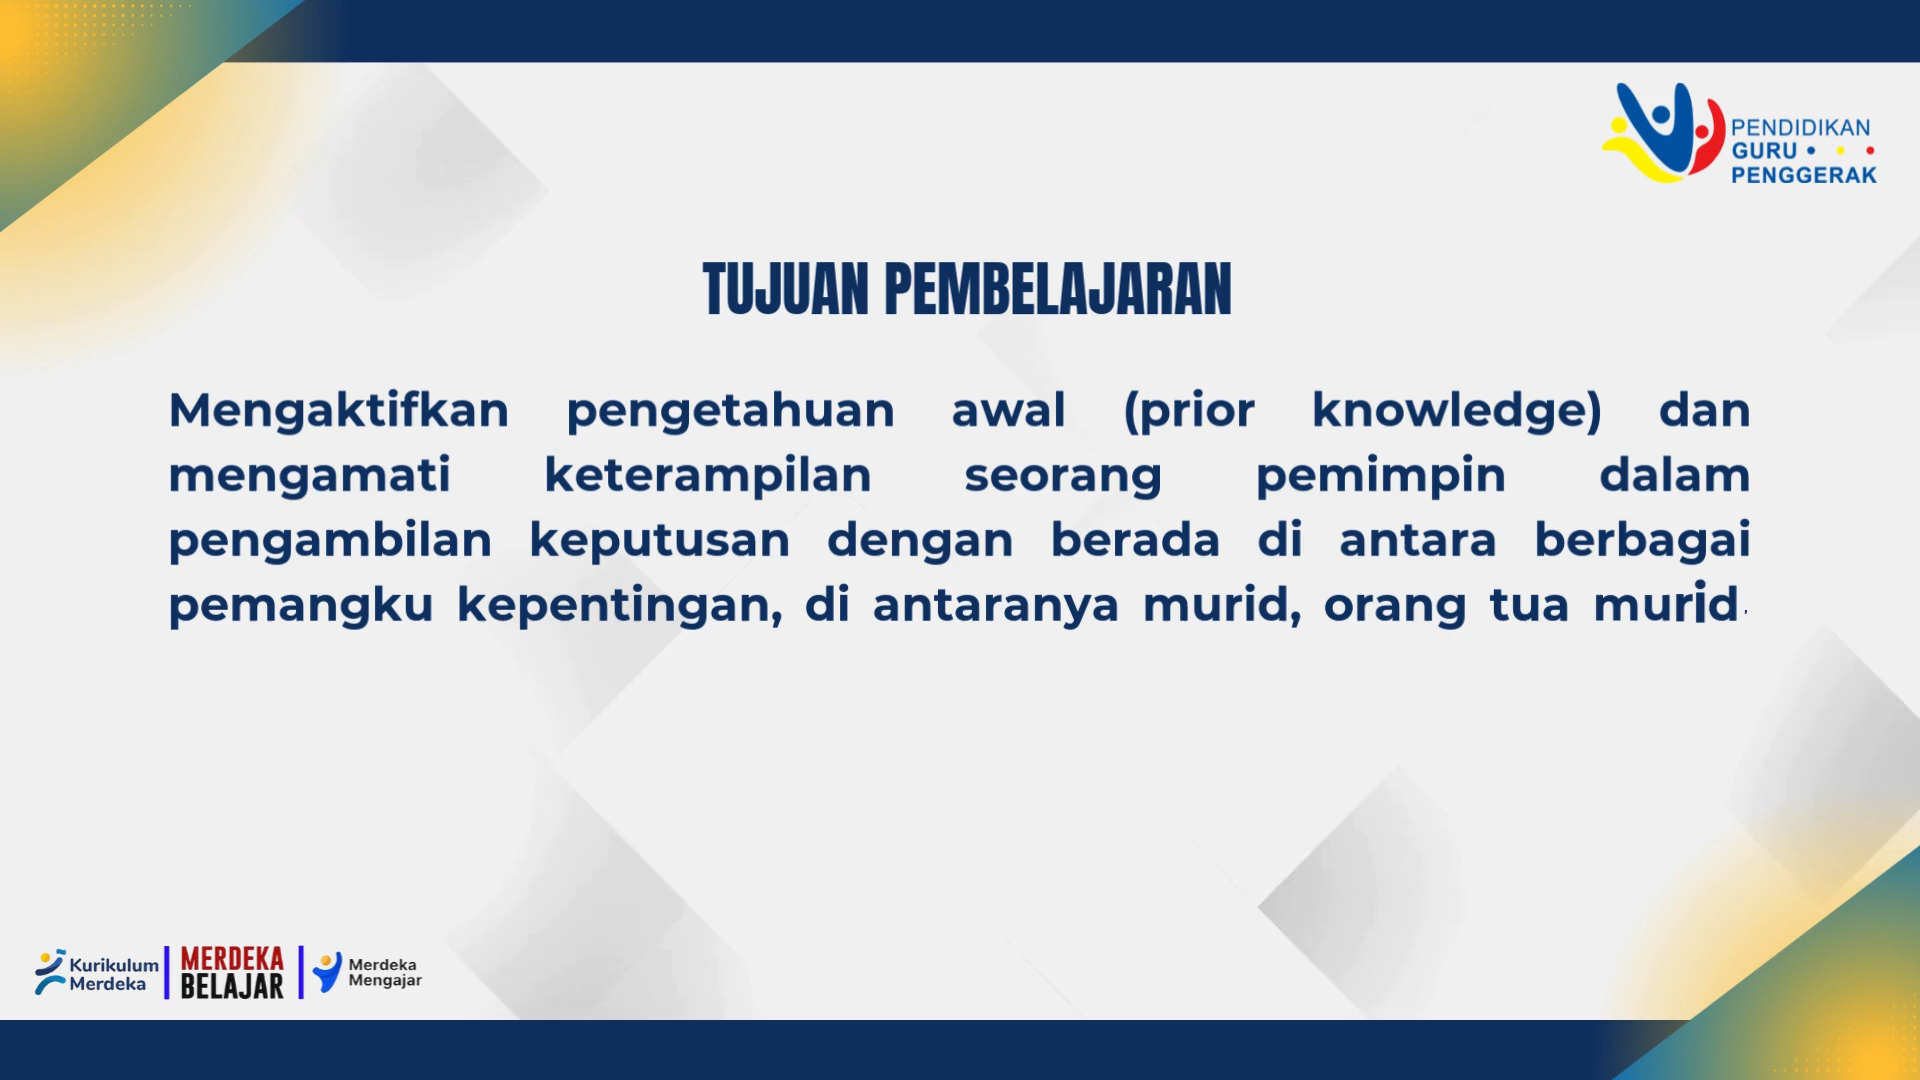 PENDIDIKAN
GURU
PENGGERAK
TUJUAN PEMBELAJARAN
Mengaktifkan pengetahuan awal (prior knowledge) dan
mengamati keterampilan seorang pemimpin dalam
pengambilan keputusan dengan berada di antara berbagai
pemangku kepentingan, di antaranya murid, orang tua murid,
Kurikulum
Merdeka
MERDEKA
BELAJAR
Merdeka
Mengajar